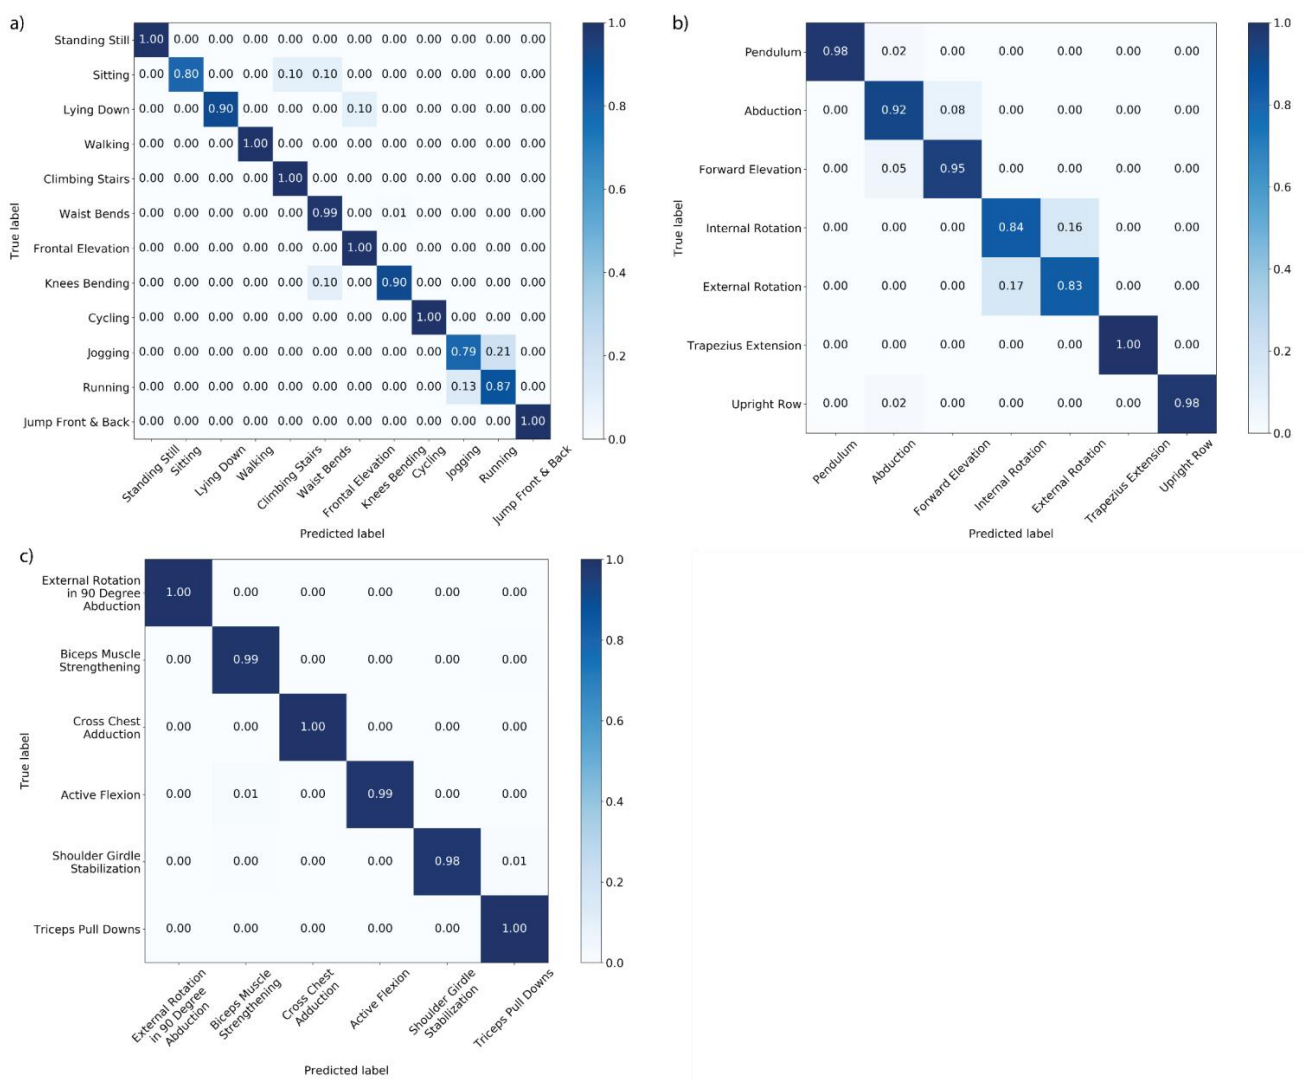 a)
Standing Still 1.00 0.00 0.00 0.00 0.00 0.00 0.00 0.00 0.00 0.00 0.00 0.00
Sitting 0.00 0.80 0.00 0.00 0.10 0.10 0.00 0.00 0.00 0.00 0.00 0.00
Lying Down 0.00 0.00 0.90 0.00 0.00 0.00 0.10 0.00 0.00 0.00 0.00 0.00
Walking 0.00 0.00 0.00 1.00 0.00 0.00 0.00 0.00 0.00 0.00 0.00 0.00
Climbing Stairs 0.00 0.00 0.00 0.00 1.00 0.00 0.00 0.00 0.00 0.00 0.00 0.00
Waist Bends 0.00 0.00 0.00 0.00 0.00 0.99 0.00 0.01 0.00 0.00 0.00 0.00
Frontal Elevation 0.00 0.00 0.00 0.00 0.00 0.00 1.00 0.00 0.00 0.00 0.00 0.00
Knees Bending 0.00 0.00 0.00 0.00 0.00 0.10 0.00 0.90 0.00 0.00 0.00 0.00
Cycling 0.00 0.00 0.00 0.00 0.00 0.00 0.00 0.00 1.00 0.00 0.00 0.00
Jogging 0.00 0.00 0.00 0.00 0.00 0.00 0.00 0.00 0.00 0.79 0.21 0.00
Running 0.00 0.00 0.00 0.00 0.00 0.00 0.00 0.00 0.00 0.13 0.87 0.00
Jump Front & Back 0.00 0.00 0.00 0.00 0.00 0.00 0.00 0.00 0.00 0.00 0.00 1.00
True label
Standing Still
Sitting
Lying Down
Walking
Climbing Stairs
Waist Bends
Frontal Elevation
Knees Bending
Cycling
Jogging
Running
Jump Front & Back
Predicted label
1.0
0.8
0.6
0.4
0.2
0.0
b)
Pendulum 0.98 0.02 0.00 0.00 0.00 0.00 0.00
Abduction 0.00 0.92 0.08 0.00 0.00 0.00 0.00
Forward Elevation 0.00 0.05 0.95 0.00 0.00 0.00 0.00
Internal Rotation 0.00 0.00 0.00 0.84 0.16 0.00 0.00
External Rotation 0.00 0.00 0.00 0.17 0.83 0.00 0.00
Trapezius Extension 0.00 0.00 0.00 0.00 0.00 1.00 0.00
Upright Row 0.00 0.02 0.00 0.00 0.00 0.00 0.98
True label
Pendulum
Abduction
Forward Elevation
Internal Rotation
External Rotation
Trapezius Extension
Upright Row
Predicted label
1.0
0.8
0.6
0.4
0.2
0.0
c)
External Rotation
in 90 Degree
Abduction
1.00 0.00 0.00 0.00 0.00 0.00
Biceps Muscle
Strengthening
0.00 0.99 0.00 0.00 0.00 0.00
Cross Chest
Adduction
0.00 0.00 1.00 0.00 0.00 0.00
Active Flexion 0.00 0.01 0.00 0.99 0.00 0.00
Shoulder Girdle
Stabilization
0.00 0.00 0.00 0.00 0.98 0.01
Triceps Pull Downs 0.00 0.00 0.00 0.00 0.00 1.00
True label
External Rotation
in 90 Degree
Abduction
Biceps Muscle
Strengthening
Cross Chest
Adduction
Active Flexion
Shoulder Girdle
Stabilization
Triceps Pull Downs
Predicted label
1.0
0.8
0.6
0.4
0.2
0.0